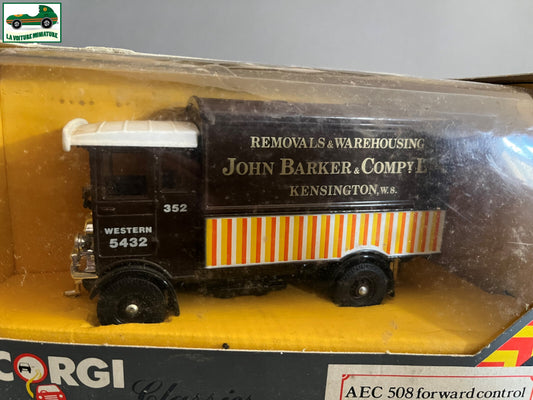 LA VOITURE MINIATURE
REMOVALS & WAREHOUSING
JOHN BARKER & COMPY LTD
KENSINGTON, W.8.
352
WESTERN
5432
CORGI
Classics
AEC 508 forward control